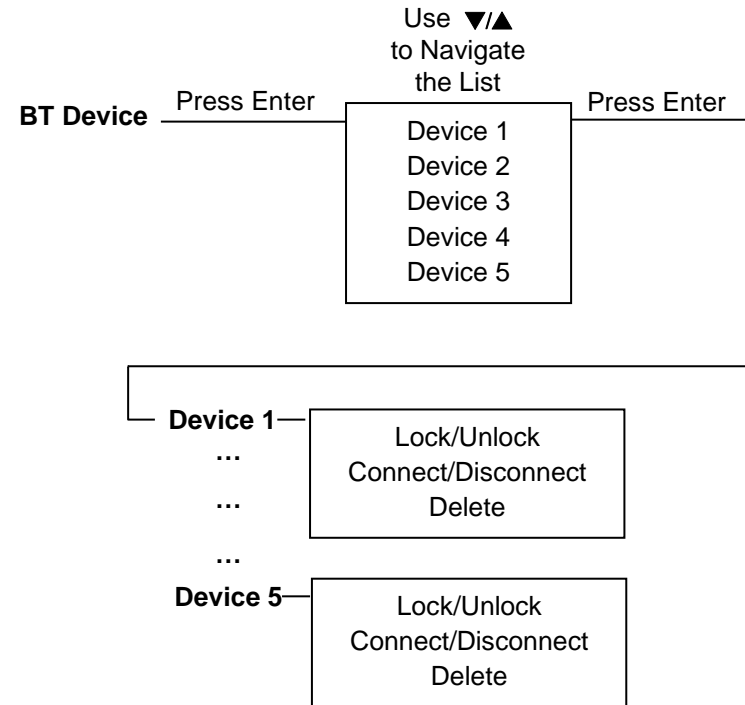 Use ▼/▲
to Navigate
the List
BT Device
Press Enter
Press Enter
Device 1
Device 2
Device 3
Device 4
Device 5
Device 1
Lock/Unlock
Connect/Disconnect
Delete
...
...
...
Device 5
Lock/Unlock
Connect/Disconnect
Delete